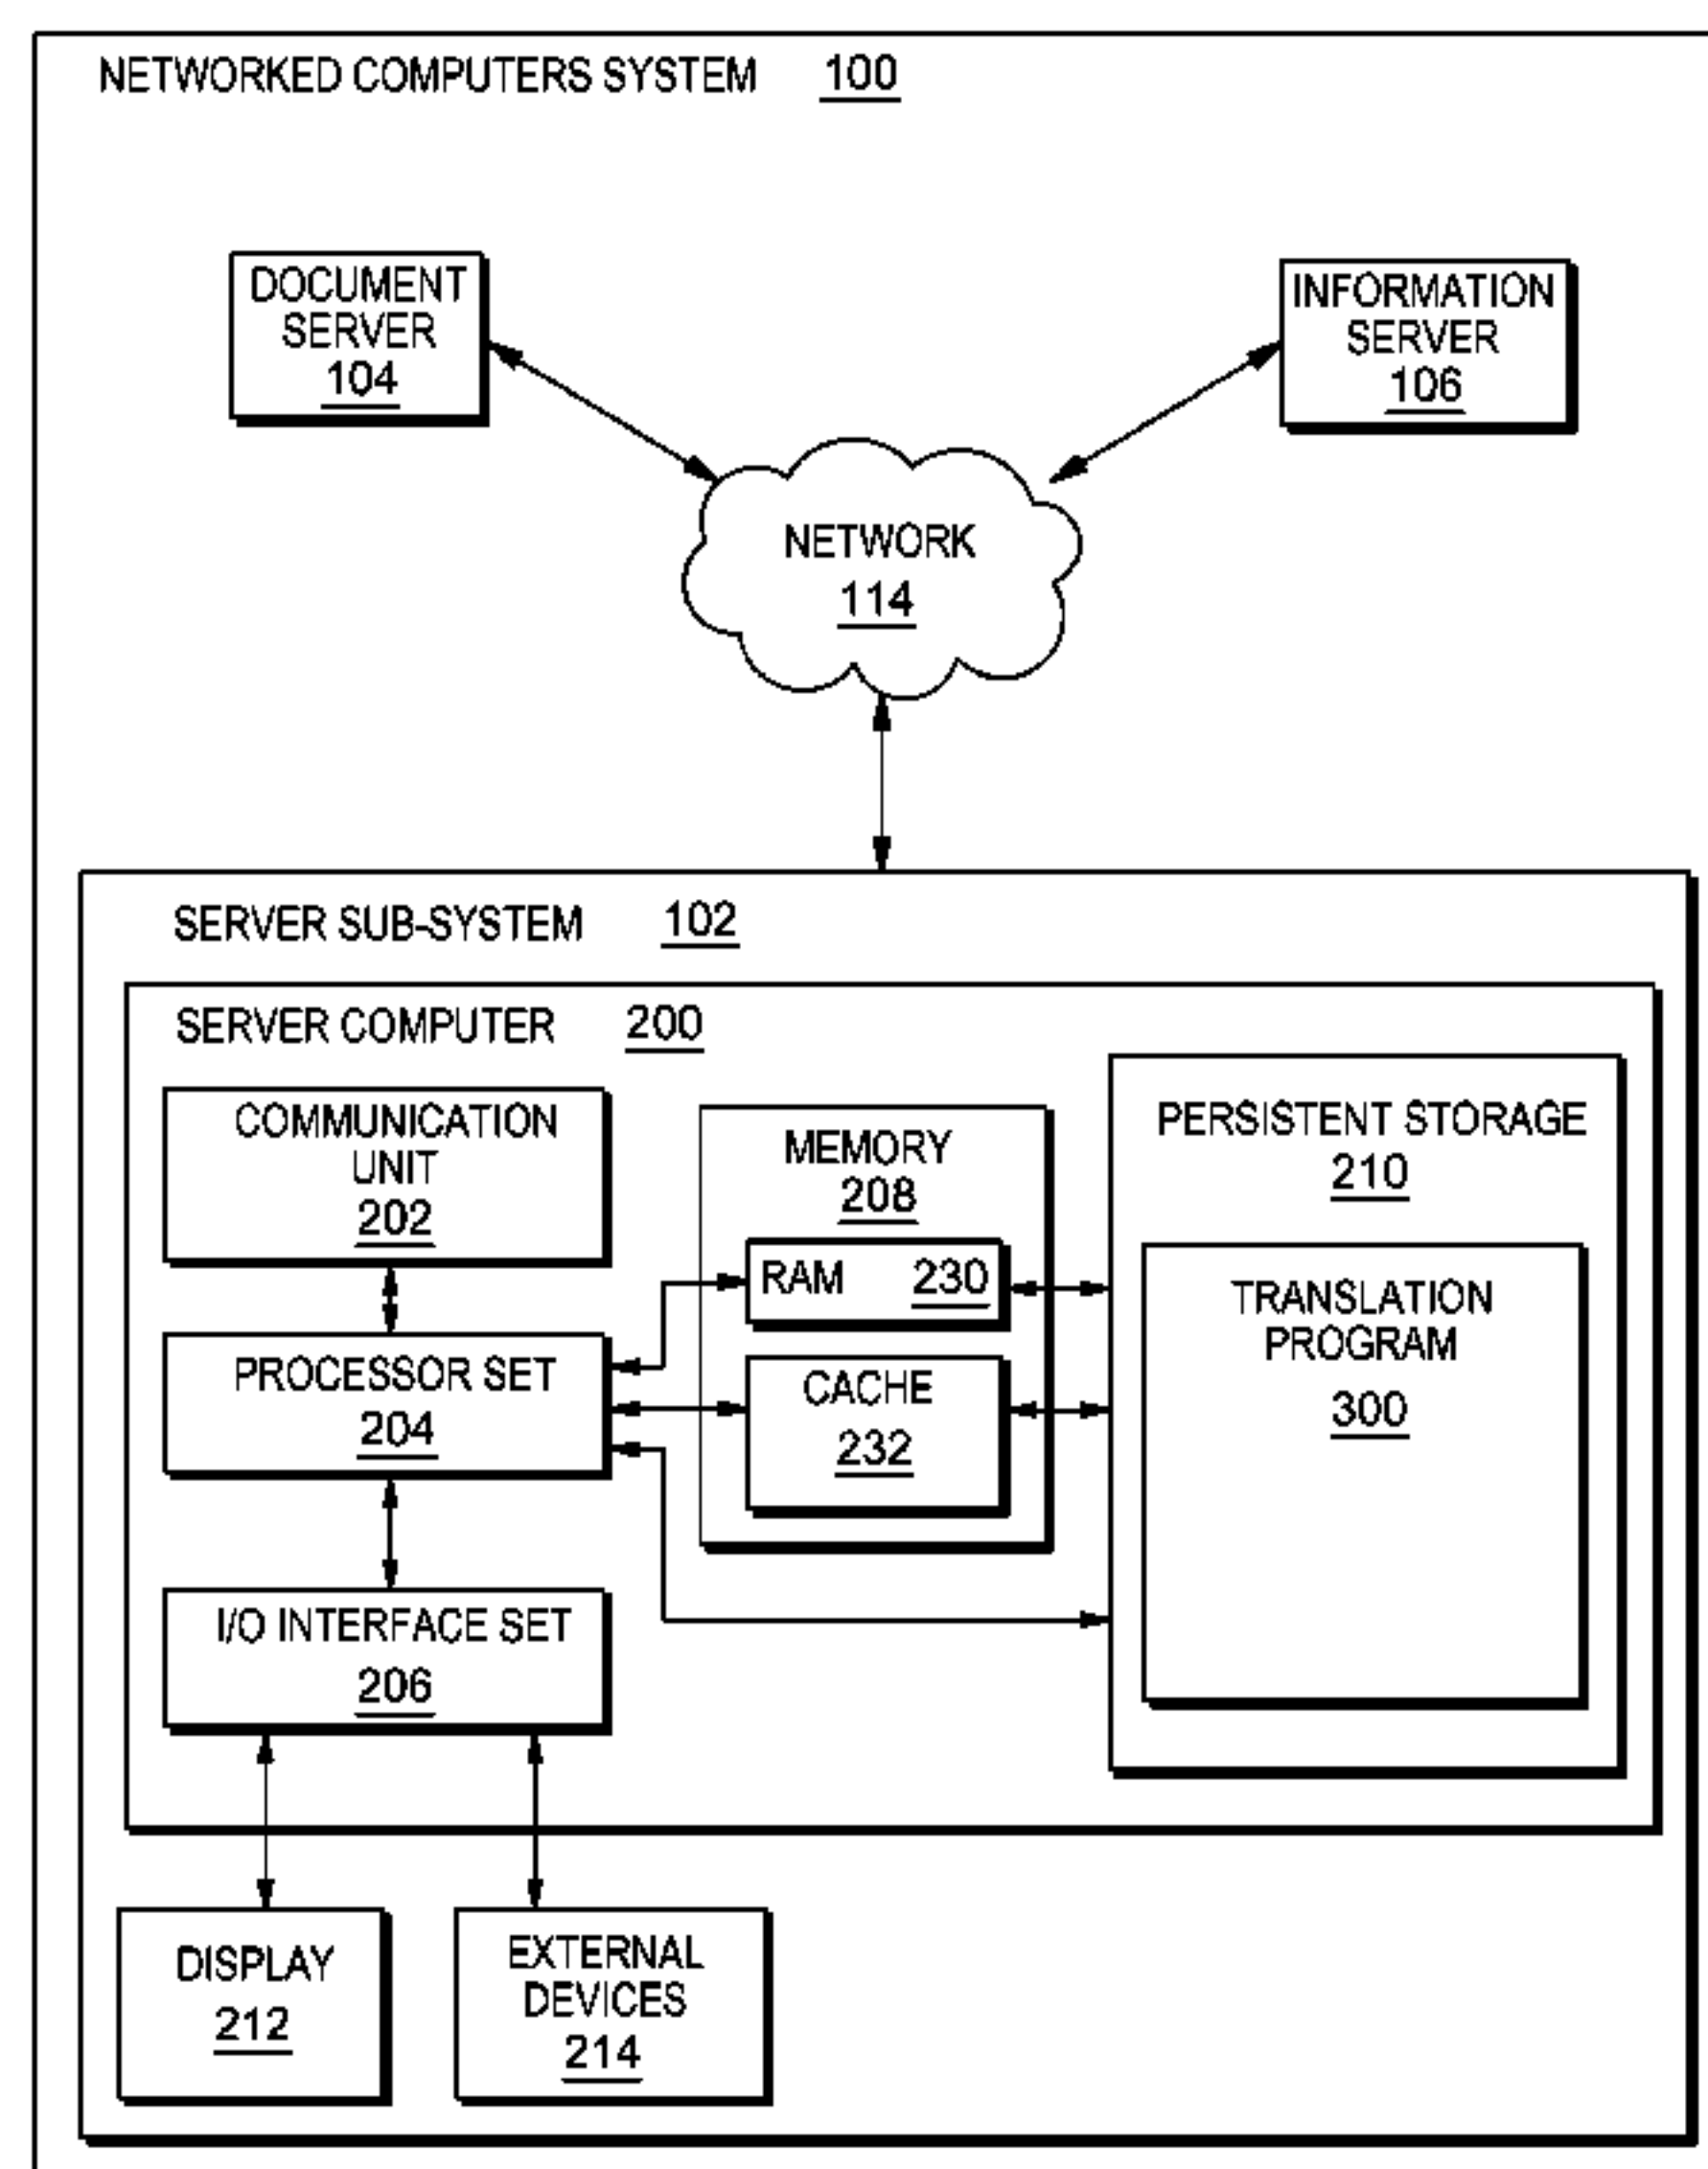 NETWORKED COMPUTERS SYSTEM 100
DOCUMENT
SERVER
104
INFORMATION
SERVER
106
NETWORK
114
SERVER SUB-SYSTEM 102
SERVER COMPUTER 200
COMMUNICATION
UNIT
202
MEMORY
208
PERSISTENT STORAGE
210
RAM 230
TRANSLATION
PROGRAM
300
PROCESSOR SET
204
CACHE
232
I/O INTERFACE SET
206
DISPLAY
212
EXTERNAL
DEVICES
214